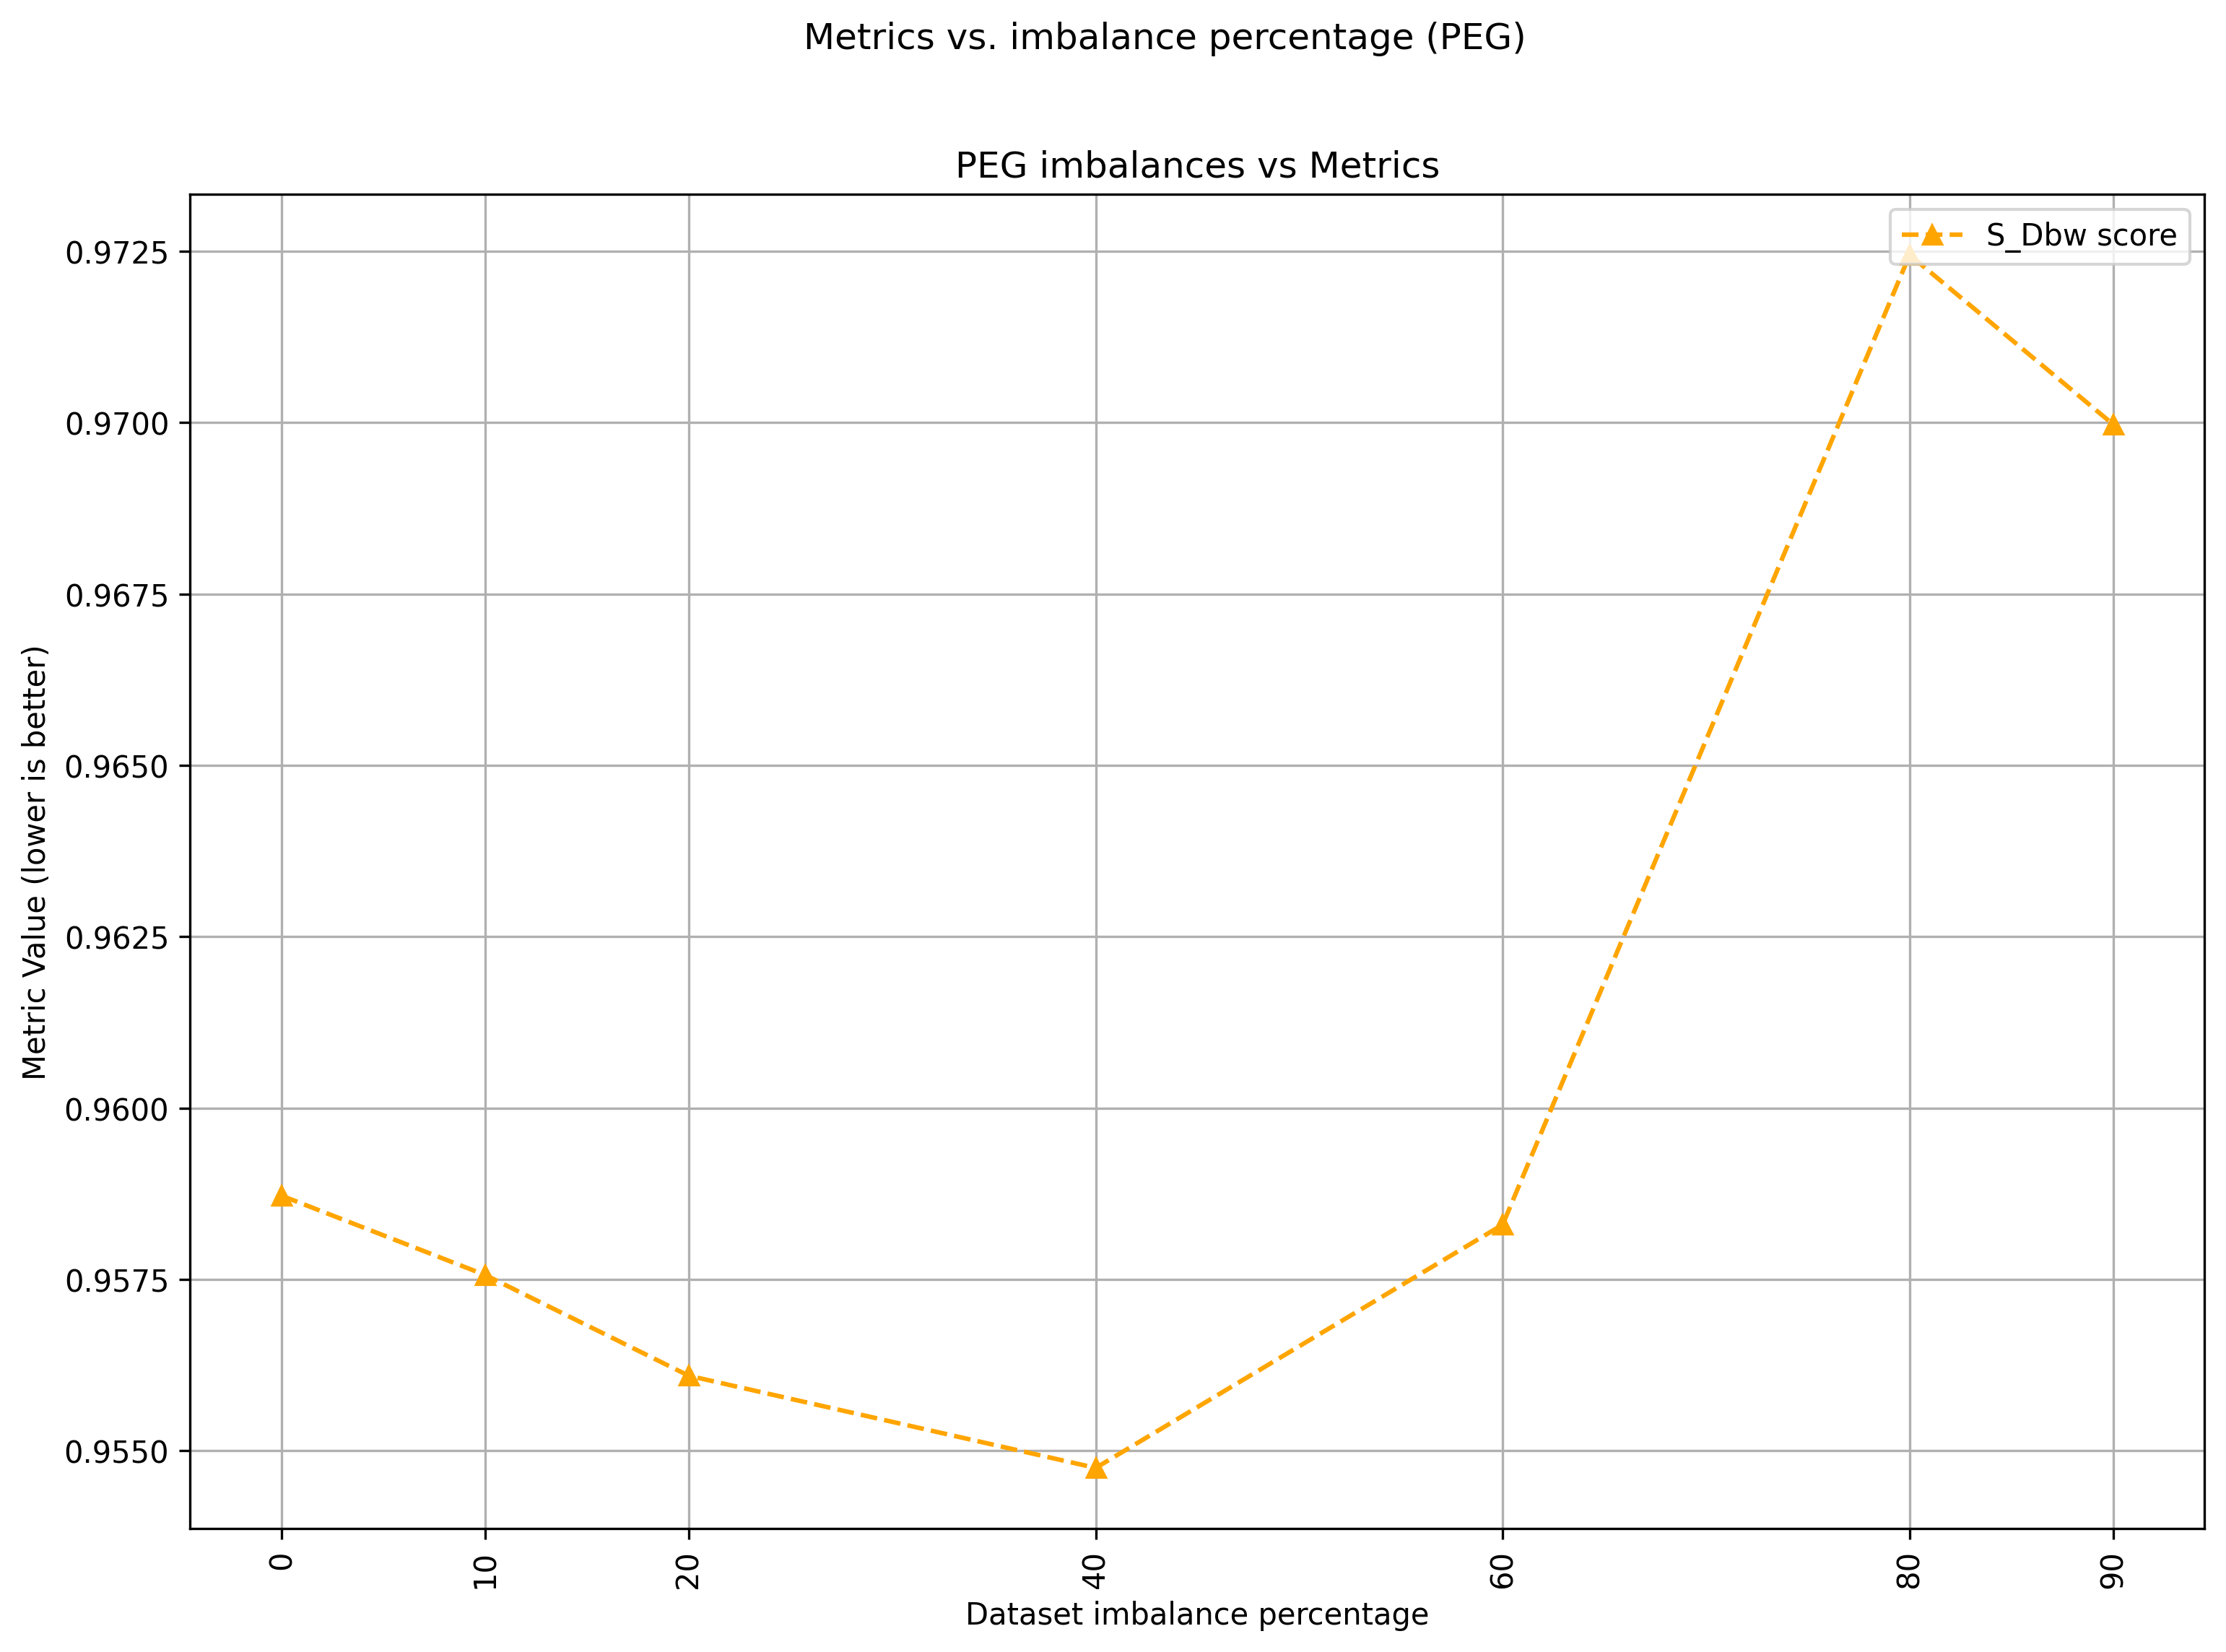 Metrics vs. imbalance percentage (PEG)
PEG imbalances vs Metrics
S_Dbw score
0.9725
0.9700
0.9675
0.9650
0.9625
0.9600
0.9575
0.9550
Metric Value (lower is better)
0 10 20 40 60 80 90
Dataset imbalance percentage